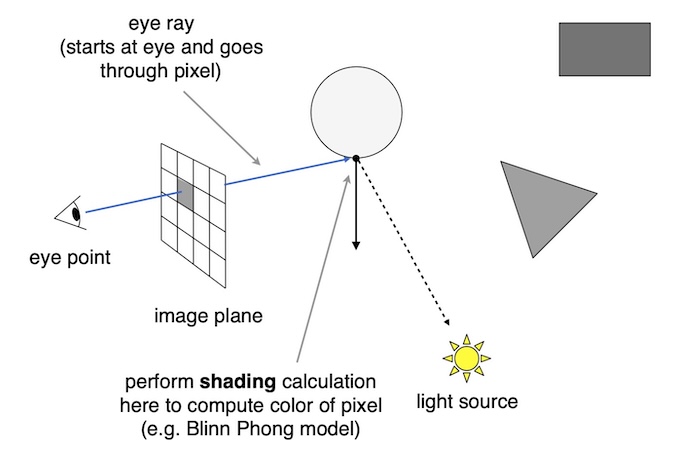 eye ray
(starts at eye and goes
through pixel)
eye point
image plane
perform shading calculation
here to compute color of pixel
(e.g. Blinn Phong model)
light source